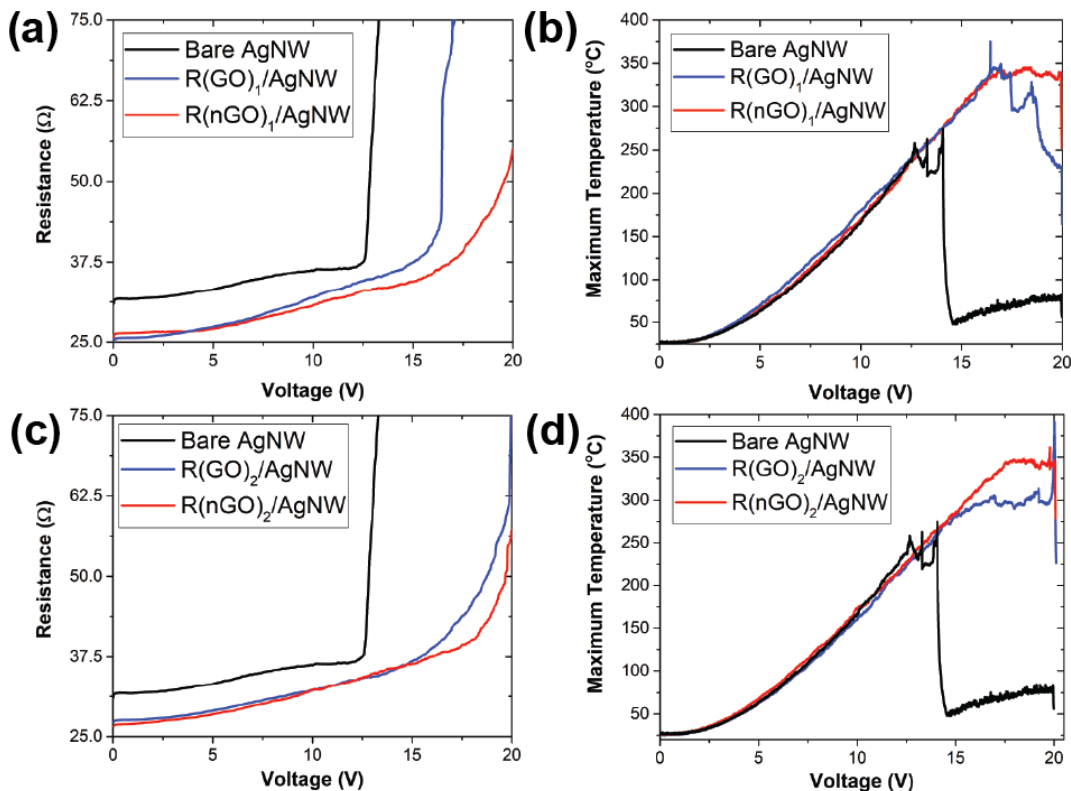 (a)
75.0
62.5
50.0
37.5
25.0
Resistance (Ω)
Bare AgNW
R(GO)₁/AgNW
R(nGO)₁/AgNW
0 5 10 15 20
Voltage (V)
(b)
400
350
300
250
200
150
100
50
Maximum Temperature (°C)
Bare AgNW
R(GO)₁/AgNW
R(nGO)₁/AgNW
0 5 10 15 20
Voltage (V)
(c)
75.0
62.5
50.0
37.5
25.0
Resistance (Ω)
Bare AgNW
R(GO)₂/AgNW
R(nGO)₂/AgNW
0 5 10 15 20
Voltage (V)
(d)
400
350
300
250
200
150
100
50
Maximum Temperature (°C)
Bare AgNW
R(GO)₂/AgNW
R(nGO)₂/AgNW
0 5 10 15 20
Voltage (V)